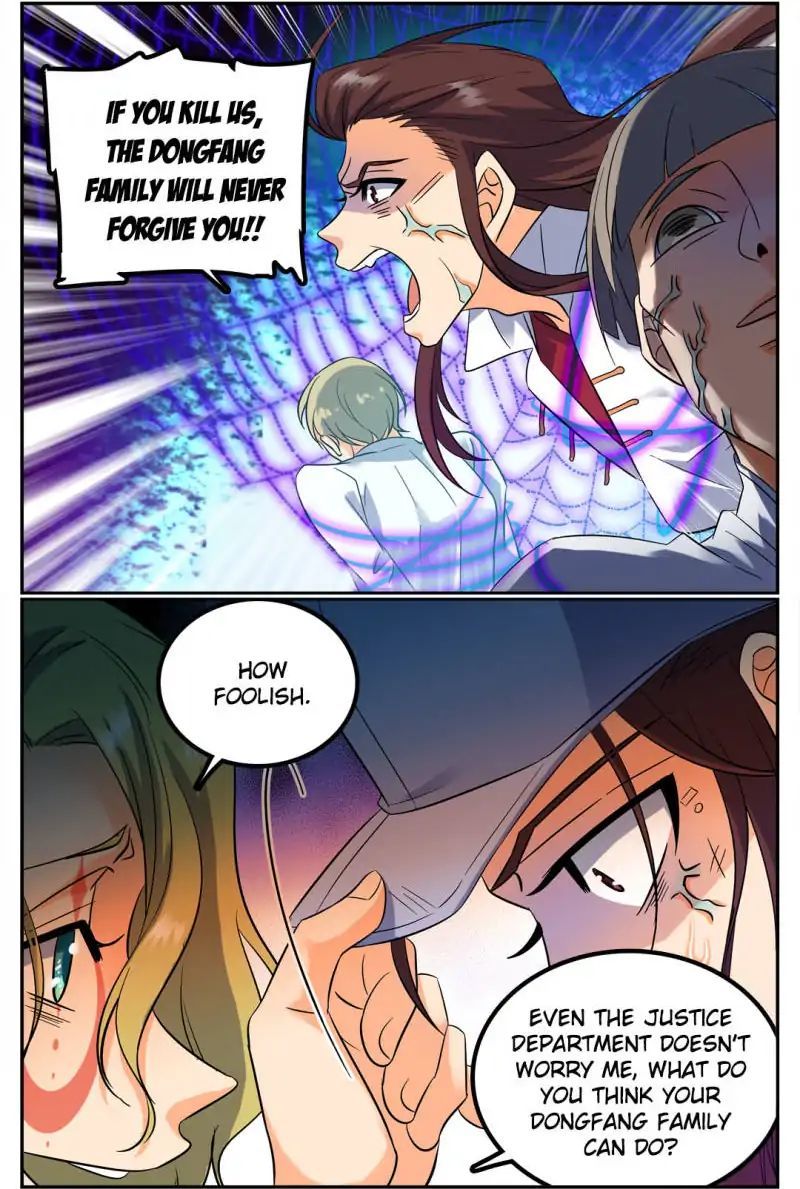 IF YOU KILL US,
THE DONGFANG
FAMILY WILL NEVER
FORGIVE YOU!!
HOW
FOOLISH.
EVEN THE JUSTICE
DEPARTMENT DOESN'T
WORRY ME, WHAT DO
YOU THINK YOUR
DONGFANG FAMILY
CAN DO?